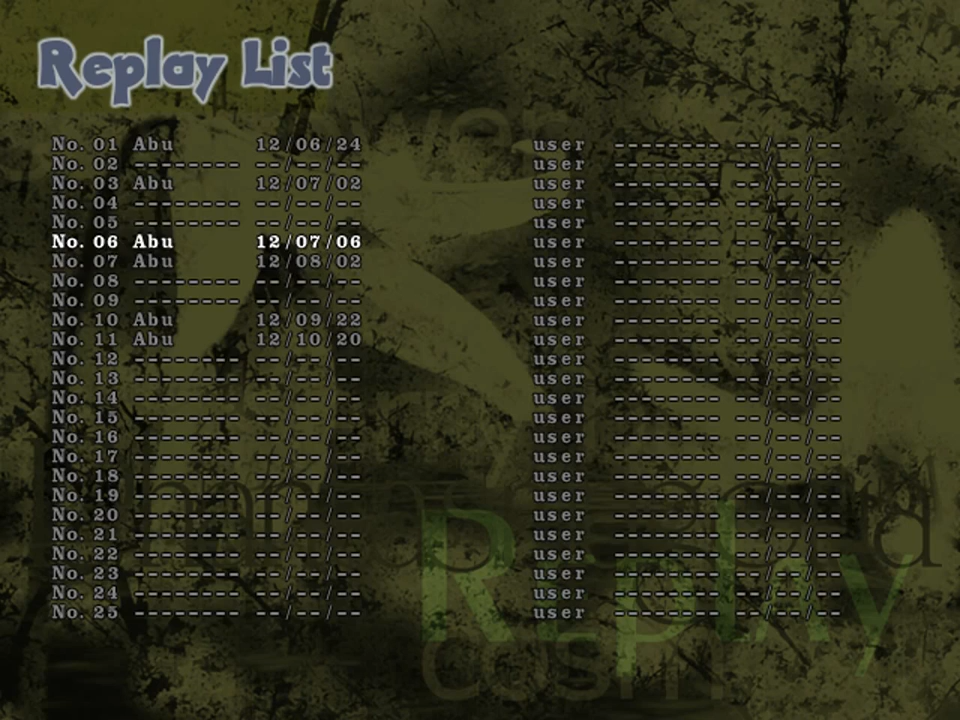 Replay List
No. 01 Abu 12/06/24 user -------- --/--/--
No. 02 -------- --/--/-- user -------- --/--/--
No. 03 Abu 12/07/02 user -------- --/--/--
No. 04 -------- --/--/-- user -------- --/--/--
No. 05 -------- --/--/-- user -------- --/--/--
No. 06 Abu 12/07/06 user -------- --/--/--
No. 07 Abu 12/08/02 user -------- --/--/--
No. 08 -------- --/--/-- user -------- --/--/--
No. 09 -------- --/--/-- user -------- --/--/--
No. 10 Abu 12/09/22 user -------- --/--/--
No. 11 Abu 12/10/20 user -------- --/--/--
No. 12 -------- --/--/-- user -------- --/--/--
No. 13 -------- --/--/-- user -------- --/--/--
No. 14 -------- --/--/-- user -------- --/--/--
No. 15 -------- --/--/-- user -------- --/--/--
No. 16 -------- --/--/-- user -------- --/--/--
No. 17 -------- --/--/-- user -------- --/--/--
No. 18 -------- --/--/-- user -------- --/--/--
No. 19 -------- --/--/-- user -------- --/--/--
No. 20 -------- --/--/-- user -------- --/--/--
No. 21 -------- --/--/-- user -------- --/--/--
No. 22 -------- --/--/-- user -------- --/--/--
No. 23 -------- --/--/-- user -------- --/--/--
No. 24 -------- --/--/-- user -------- --/--/--
No. 25 -------- --/--/-- user -------- --/--/--
Replay